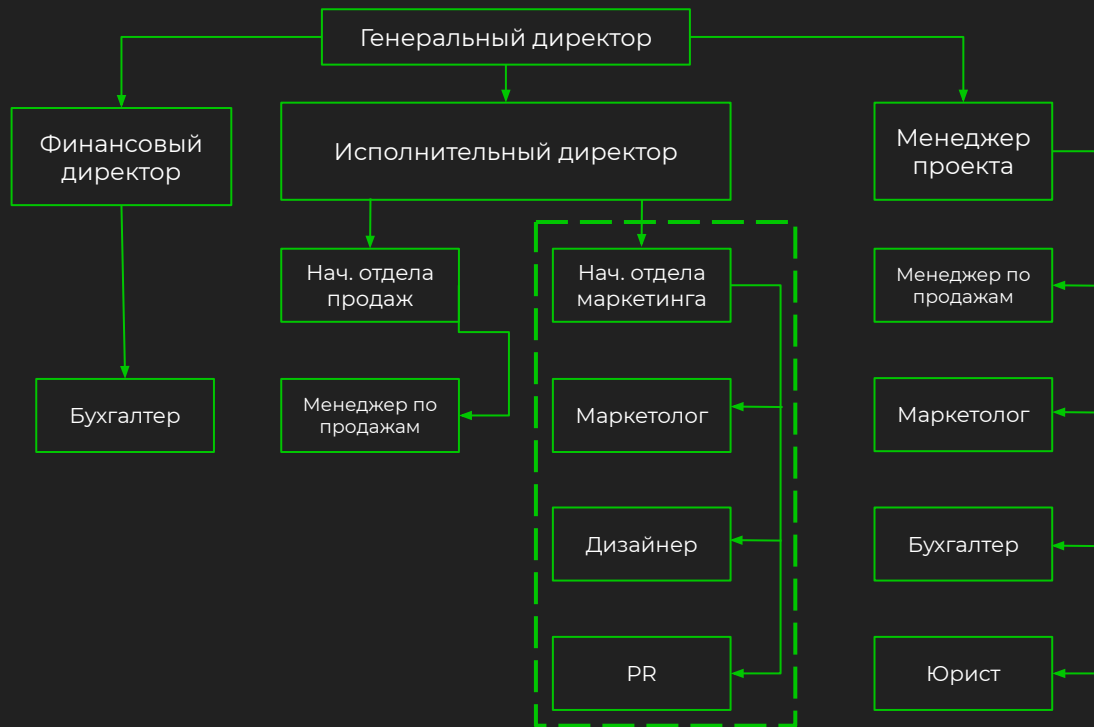 Генеральный директор
Финансовый
директор
Исполнительный директор
Менеджер
проекта
Нач. отдела
продаж
Нач. отдела
маркетинга
Менеджер по
продажам
Бухгалтер
Менеджер по
продажам
Маркетолог
Маркетолог
Дизайнер
Бухгалтер
PR
Юрист